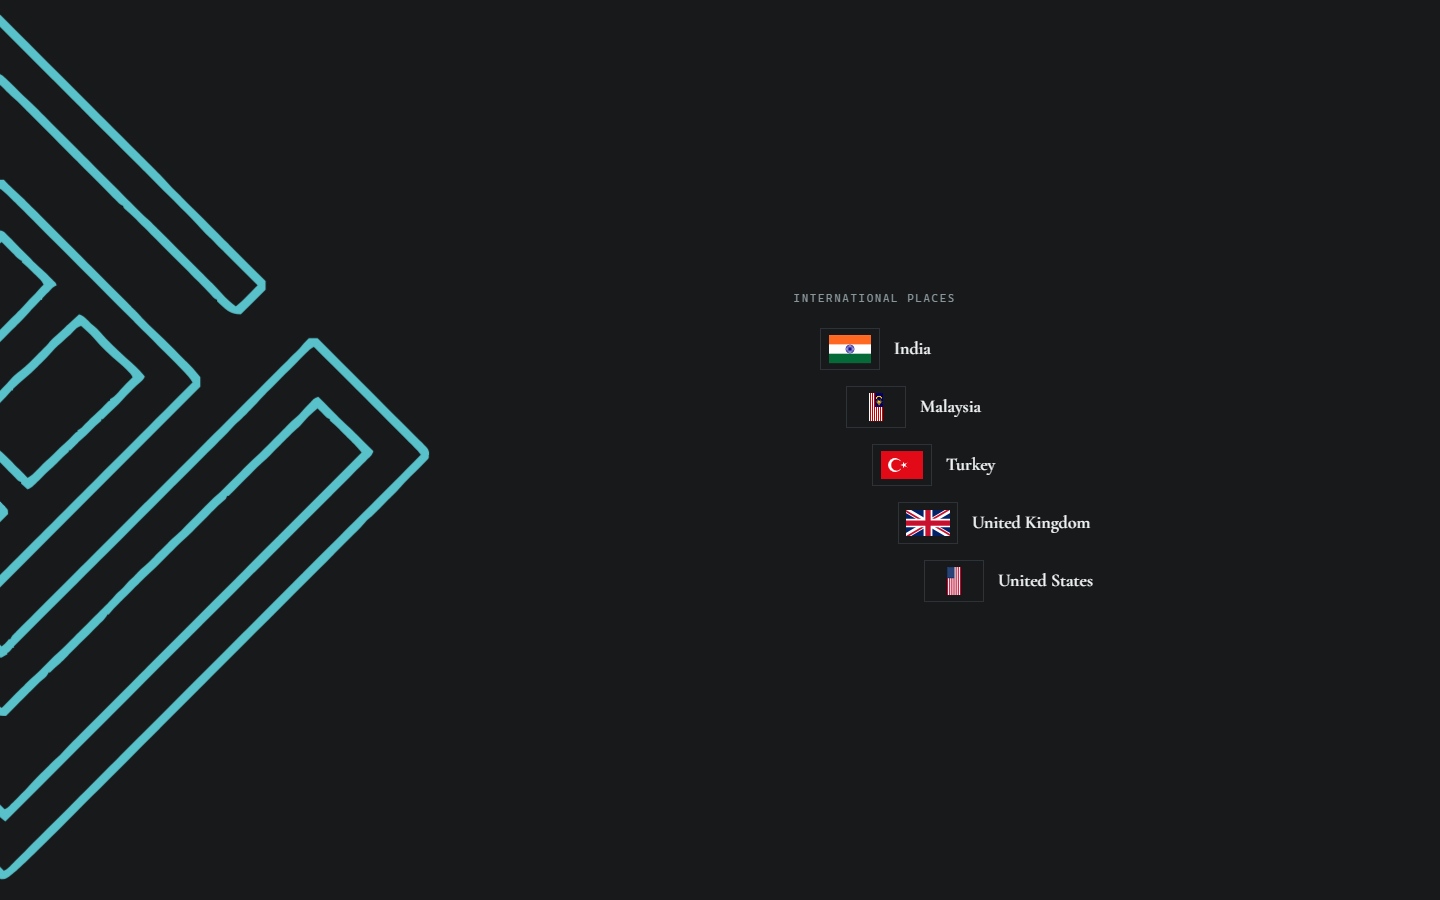 INTERNATIONAL PLACES
India
Malaysia
Turkey
United Kingdom
United States